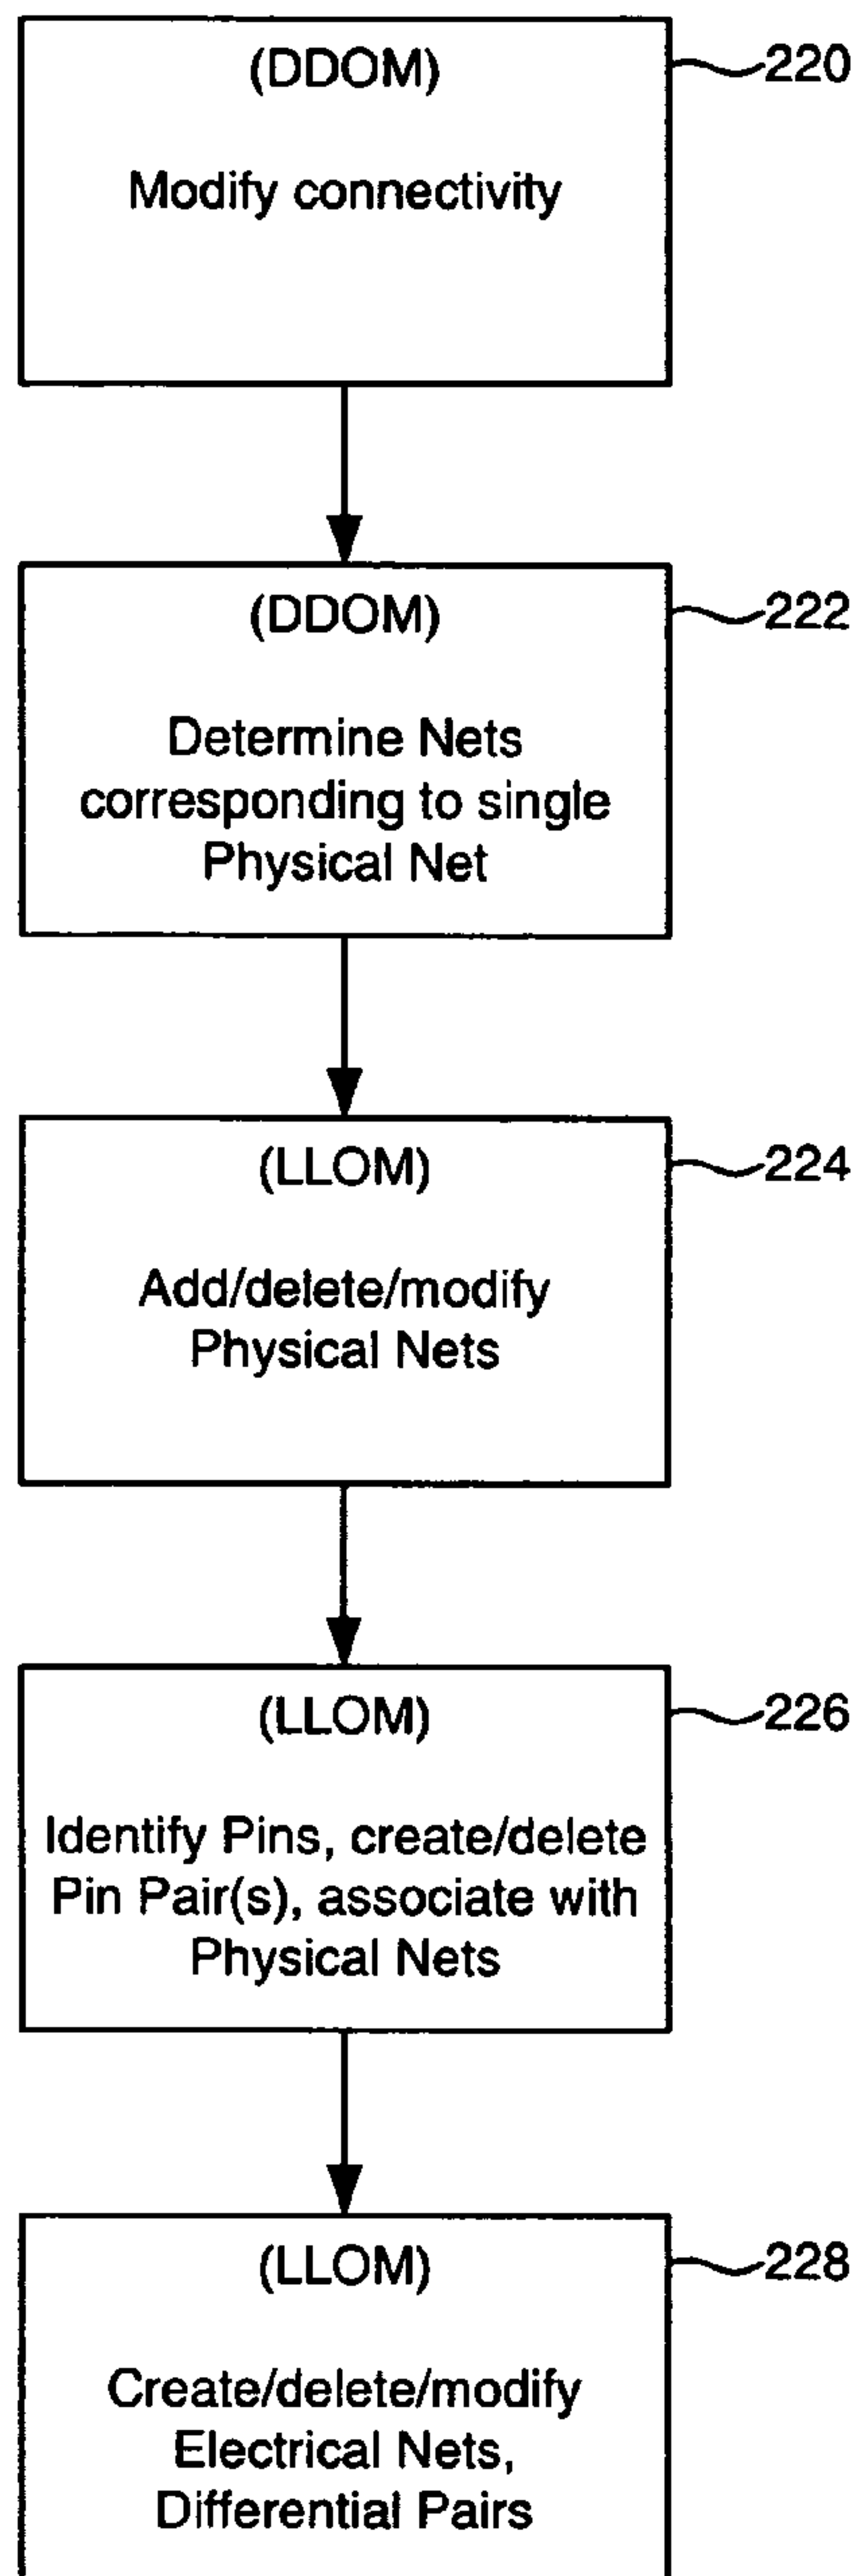 (DDOM)
220
Modify connectivity
(DDOM)
222
Determine Nets
corresponding to single
Physical Net
(LLOM)
224
Add/delete/modify
Physical Nets
(LLOM)
226
Identify Pins, create/delete
Pin Pair(s), associate with
Physical Nets
(LLOM)
228
Create/delete/modify
Electrical Nets,
Differential Pairs